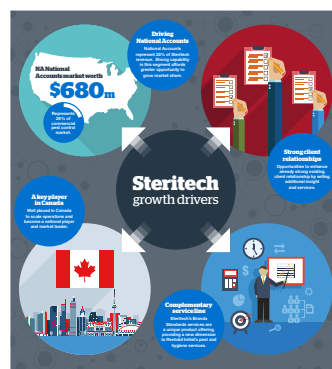 Driving
National Accounts
National Accounts
represent 25% of Steritech
revenue. Strong capability
in this segment affords
greater opportunity to
grow market share.
NA National
Accounts market worth
$680m
Represents
25% of
commercial
pest control
market.
Strong client
relationships
Opportunities to enhance
already strong existing
client relationship by selling
additional insight
and services.
Steritech
growth drivers
A key player
in Canada
Well placed in Canada
to scale operations and
become a national player
and market leader.
Complementary
service line
Steritech's Brands
Standards services are
a unique product offering,
providing a new dimension
to Rentokil Initial's pest and
hygiene services.